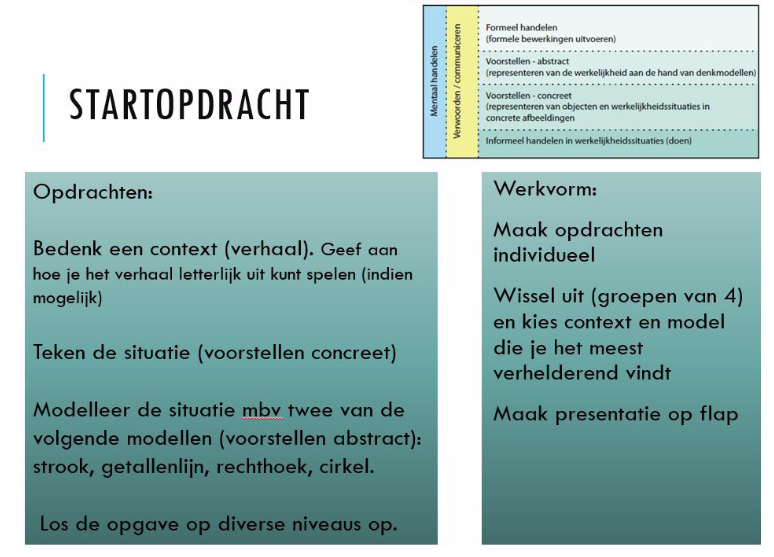 STARTOPDRACHT
Mentaal handelen
Verwoorden / communiceren
Formeel handelen
(formele bewerkingen uitvoeren)
Voorstellen - abstract
(representeren van de werkelijkheid aan de hand van denkmodellen)
Voorstellen - concreet
(representeren van objecten en werkelijkheidssituaties in
concrete afbeeldingen
Informeel handelen in werkelijkheidssituaties (doen)
Opdrachten:
Bedenk een context (verhaal). Geef aan
hoe je het verhaal letterlijk uit kunt spelen (indien
mogelijk)
Teken de situatie (voorstellen concreet)
Modelleer de situatie mbv twee van de
volgende modellen (voorstellen abstract):
strook, getallenlijn, rechthoek, cirkel.
Los de opgave op diverse niveaus op.
Werkvorm:
Maak opdrachten
individueel
Wissel uit (groepen van 4)
en kies context en model
die je het meest
verhelderend vindt
Maak presentatie op flap